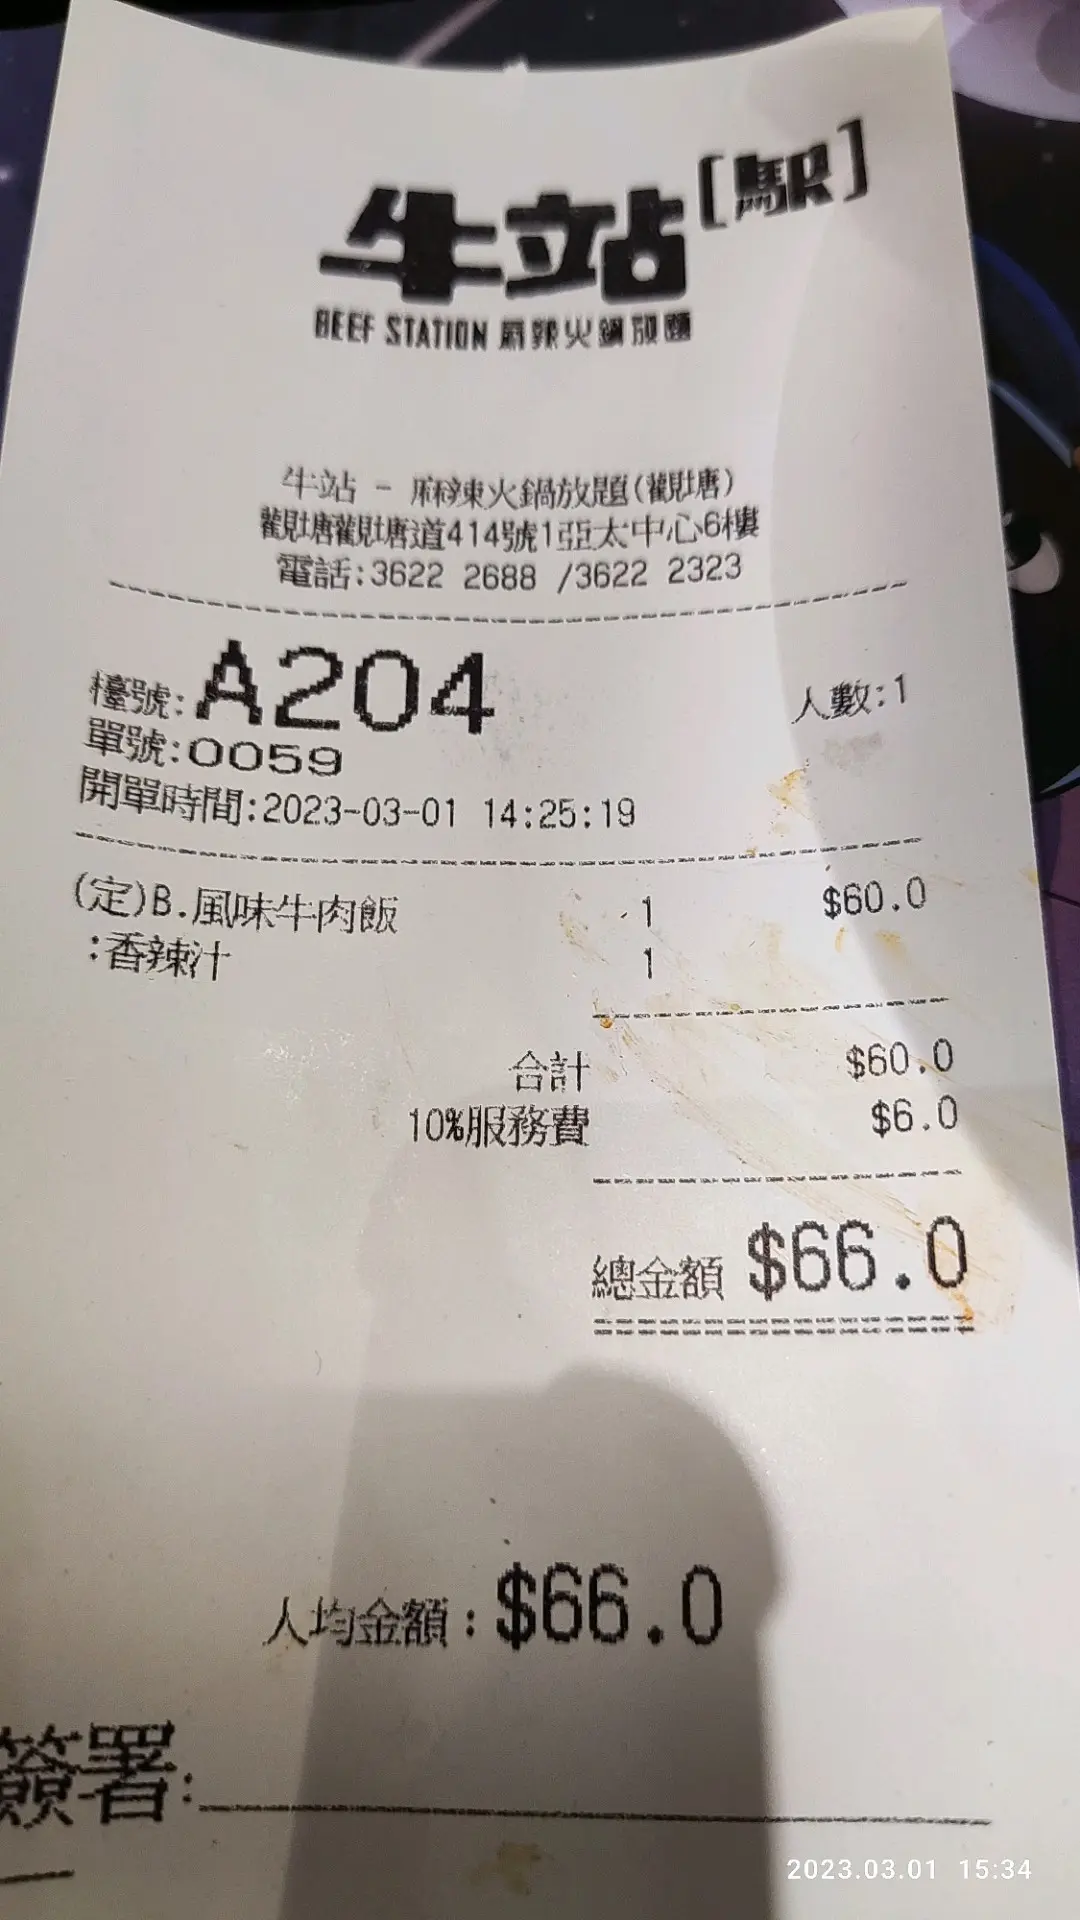 牛站[駅]
BEEF STATION 麻辣火鍋放題
牛站 - 麻辣火鍋放題(觀塘)
觀塘觀塘道414號1亞太中心6樓
電話:3622 2688 /3622 2323
檯號:A204 人數:1
單號:0059
開單時間:2023-03-01 14:25:19
(定)B.風味牛肉飯 1 $60.0
:香辣汁 1
合計 $60.0
10%服務費 $6.0
總金額 $66.0
人均金額:$66.0
簽署:
2023.03.01 15:34